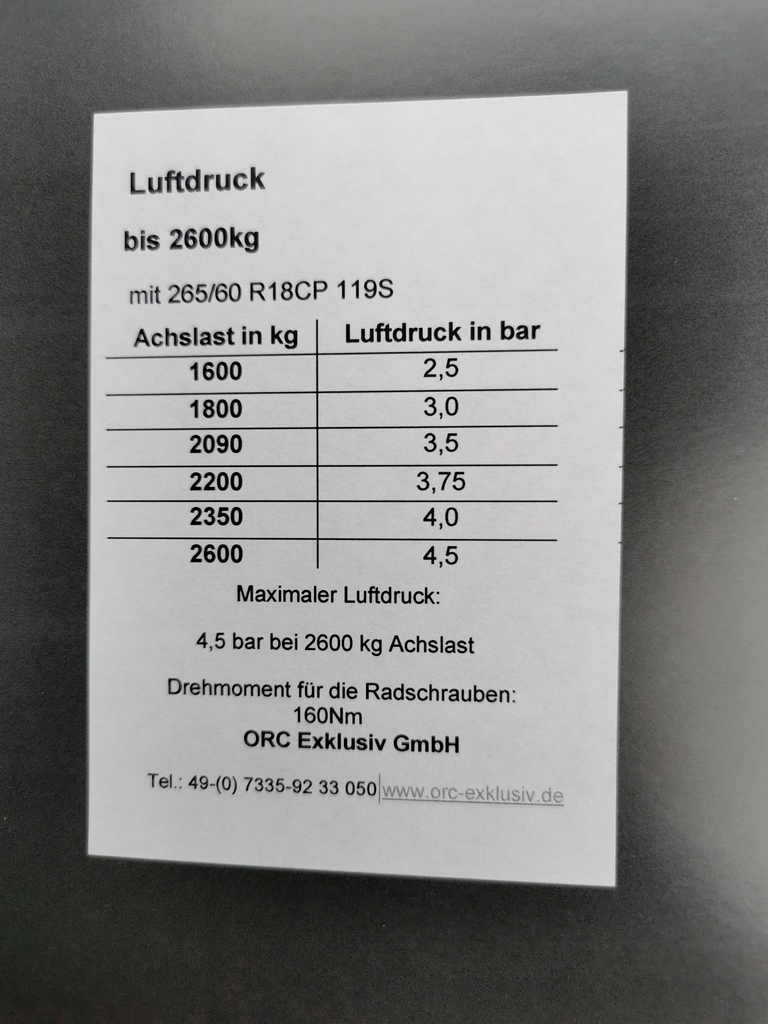 Luftdruck
bis 2600kg
mit 265/60 R18CP 119S
Achslast in kg Luftdruck in bar
1600 2,5
1800 3,0
2090 3,5
2200 3,75
2350 4,0
2600 4,5
Maximaler Luftdruck:
4,5 bar bei 2600 kg Achslast
Drehmoment für die Radschrauben:
160Nm
ORC Exklusiv GmbH
Tel.: 49-(0) 7335-92 33 050 www.orc-exklusiv.de